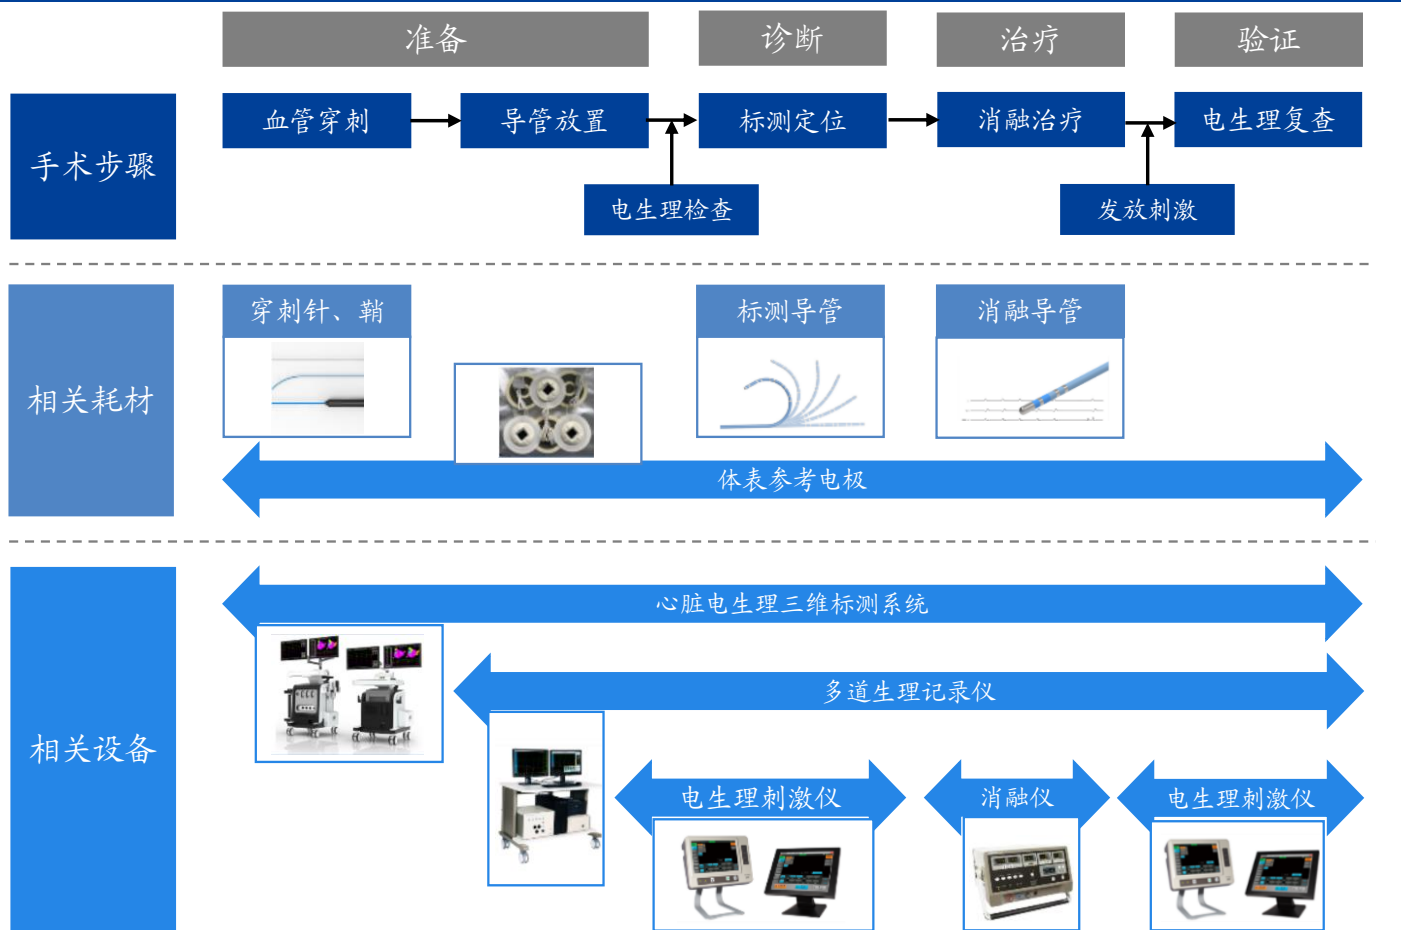 准备
诊断
治疗
验证
手术步骤
血管穿刺
导管放置
标测定位
消融治疗
电生理复查
电生理检查
发放刺激
相关耗材
穿刺针、鞘
标测导管
消融导管
体表参考电极
相关设备
心脏电生理三维标测系统
多道生理记录仪
电生理刺激仪
消融仪
电生理刺激仪